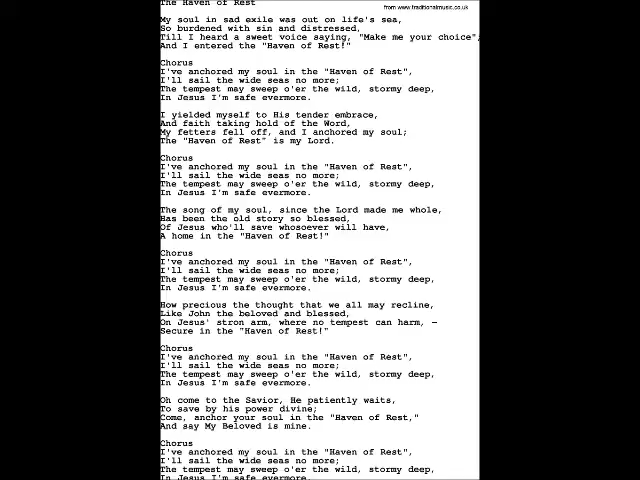 The Haven of Rest
from www.traditionalmusic.co.uk
My soul in sad exile was out on life's sea,
So burdened with sin and distressed,
Till I heard a sweet voice saying, "Make me your choice";
And I entered the "Haven of Rest!"
Chorus
I've anchored my soul in the "Haven of Rest",
I'll sail the wide seas no more;
The tempest may sweep o'er the wild, stormy deep,
In Jesus I'm safe evermore.
I yielded myself to His tender embrace,
And faith taking hold of the Word,
My fetters fell off, and I anchored my soul;
The "Haven of Rest" is my Lord.
Chorus
I've anchored my soul in the "Haven of Rest",
I'll sail the wide seas no more;
The tempest may sweep o'er the wild, stormy deep,
In Jesus I'm safe evermore.
The song of my soul, since the Lord made me whole,
Has been the old story so blessed,
Of Jesus who'll save whosoever will have,
A home in the "Haven of Rest!"
Chorus
I've anchored my soul in the "Haven of Rest",
I'll sail the wide seas no more;
The tempest may sweep o'er the wild, stormy deep,
In Jesus I'm safe evermore.
How precious the thought that we all may recline,
Like John the beloved and blessed,
On Jesus' stron arm, where no tempest can harm, –
Secure in the "Haven of Rest!"
Chorus
I've anchored my soul in the "Haven of Rest",
I'll sail the wide seas no more;
The tempest may sweep o'er the wild, stormy deep,
In Jesus I'm safe evermore.
Oh come to the Savior, He patiently waits,
To save by his power divine;
Come, anchor your soul in the "Haven of Rest,"
And say My Beloved is mine.
Chorus
I've anchored my soul in the "Haven of Rest",
I'll sail the wide seas no more;
The tempest may sweep o'er the wild, stormy deep,
In Jesus I'm safe evermore.